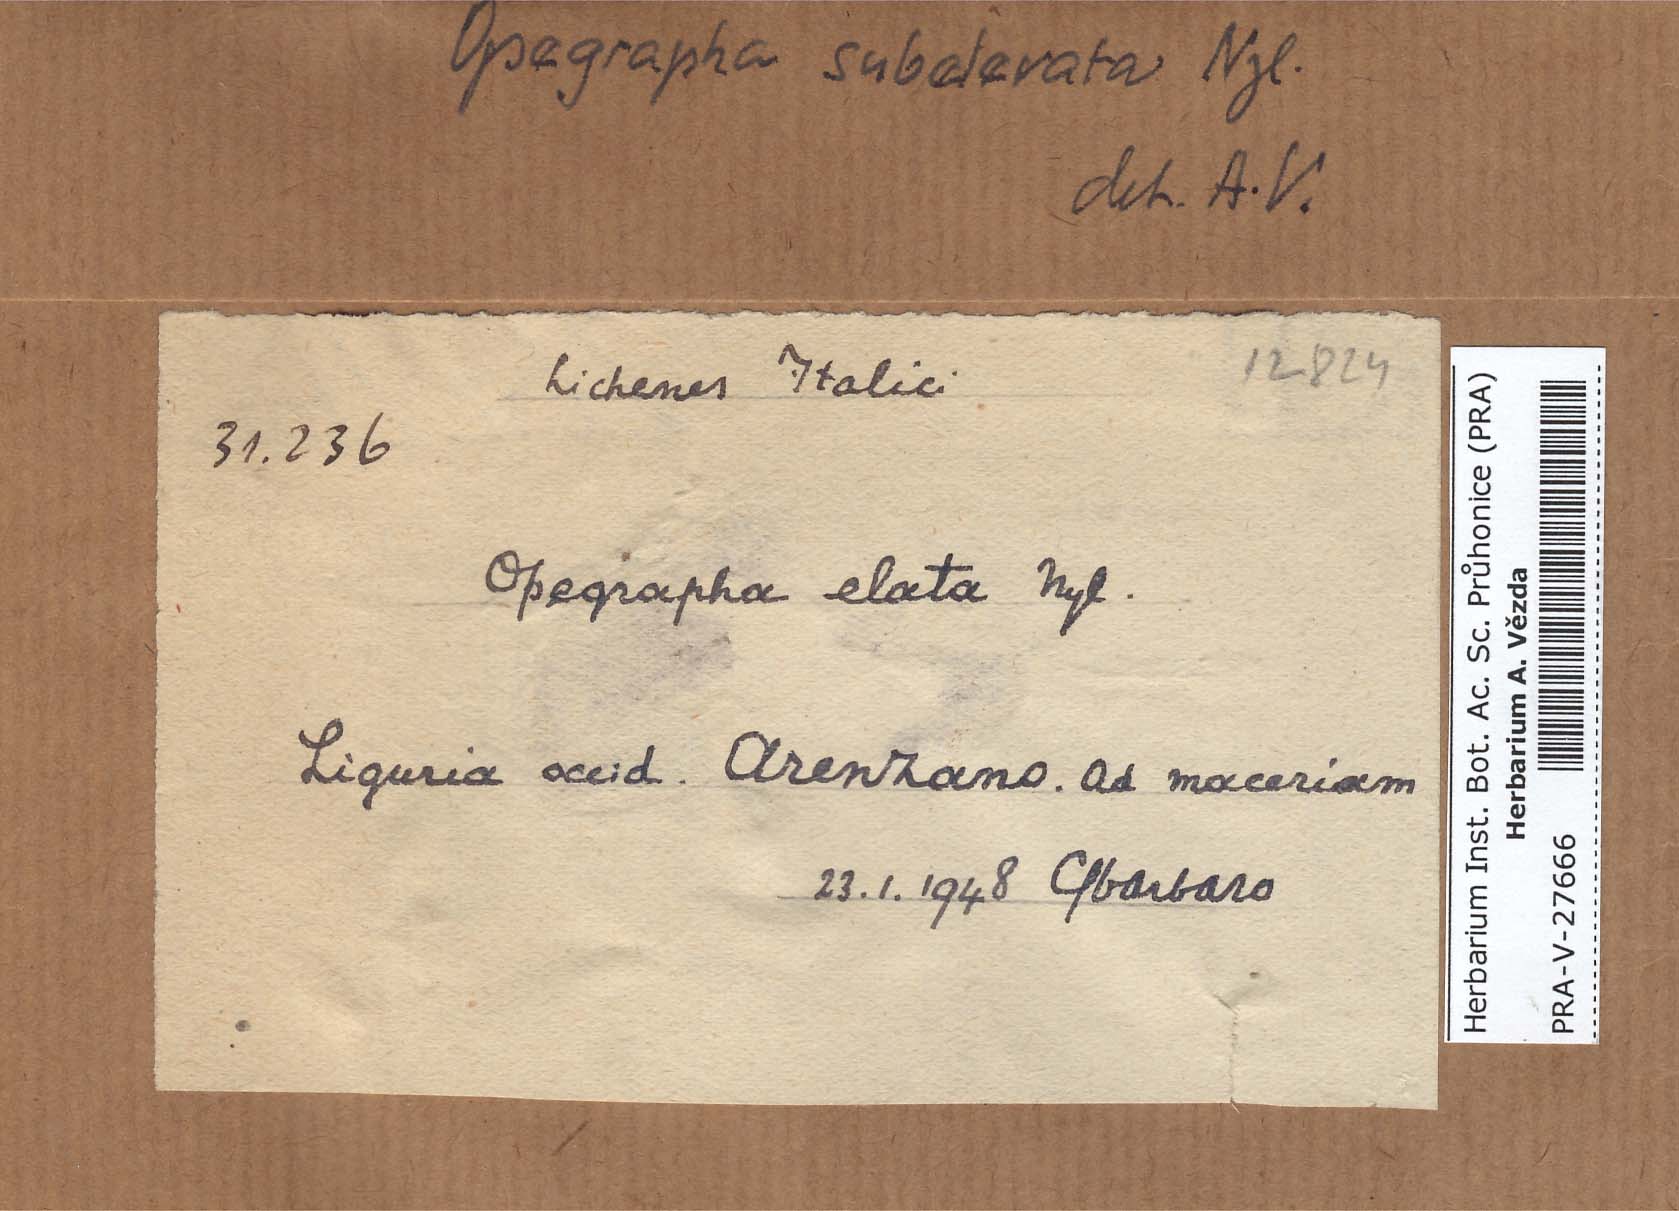 Opegrapha subelevata Nyl.
det. A.V.
Lichenes Italici
12824
31.236
Opegrapha elata Nyl.
Liguria occid. Arenzano. Ad maceriam
23.1.1948 CSbarbaro
Herbarium Inst. Bot. Ac. Sc. Průhonice (PRA)
Herbarium A. Vězda
PRA-V-27666